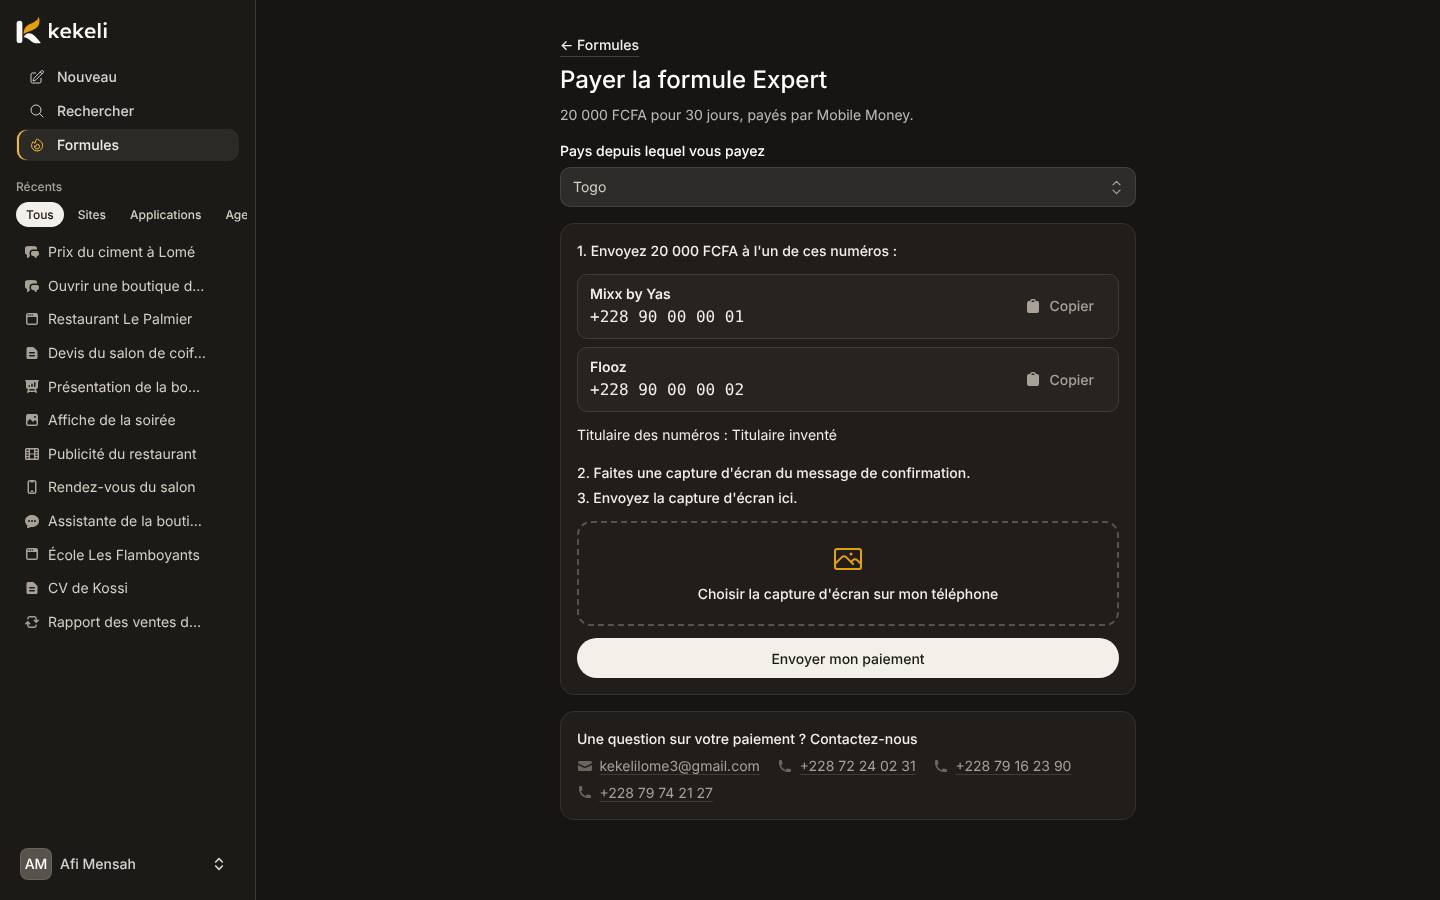 kekeli
Nouveau
Rechercher
Formules
Récents
Tous Sites Applications Age
Prix du ciment à Lomé
Ouvrir une boutique d...
Restaurant Le Palmier
Devis du salon de coif...
Présentation de la bo...
Affiche de la soirée
Publicité du restaurant
Rendez-vous du salon
Assistante de la bouti...
École Les Flamboyants
CV de Kossi
Rapport des ventes d...
AM Afi Mensah
← Formules
Payer la formule Expert
20 000 FCFA pour 30 jours, payés par Mobile Money.
Pays depuis lequel vous payez
Togo
1. Envoyez 20 000 FCFA à l'un de ces numéros :
Mixx by Yas
+228 90 00 00 01
Copier
Flooz
+228 90 00 00 02
Copier
Titulaire des numéros : Titulaire inventé
2. Faites une capture d'écran du message de confirmation.
3. Envoyez la capture d'écran ici.
Choisir la capture d'écran sur mon téléphone
Envoyer mon paiement
Une question sur votre paiement ? Contactez-nous
kekelilome3@gmail.com +228 72 24 02 31 +228 79 16 23 90
+228 79 74 21 27